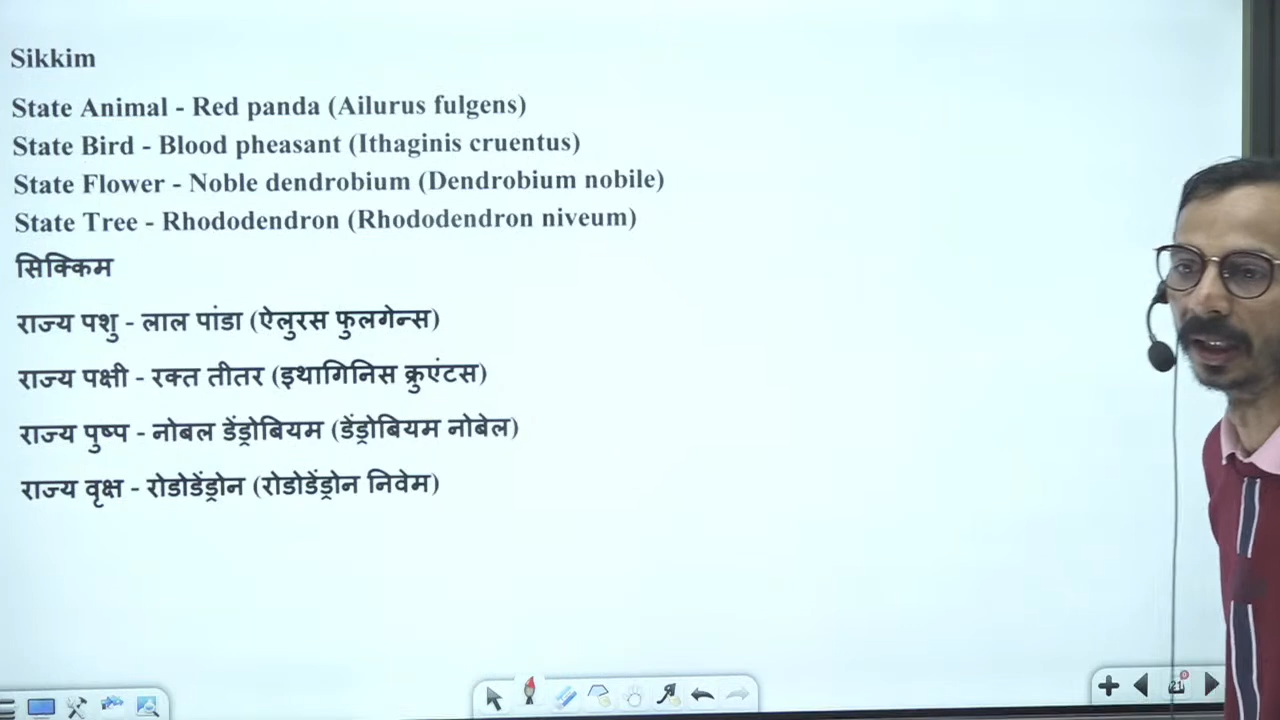 Sikkim
State Animal - Red panda (Ailurus fulgens)
State Bird - Blood pheasant (Ithaginis cruentus)
State Flower - Noble dendrobium (Dendrobium nobile)
State Tree - Rhododendron (Rhododendron niveum)
सिक्किम
राज्य पशु - लाल पांडा (ऐलुरस फुलगेन्स)
राज्य पक्षी - रक्त तीतर (इथागिनिस क्रुएंटस)
राज्य पुष्प - नोबल डेंड्रोबियम (डेंड्रोबियम नोबेल)
राज्य वृक्ष - रोडोडेंड्रोन (रोडोडेंड्रोन निवेम)
21